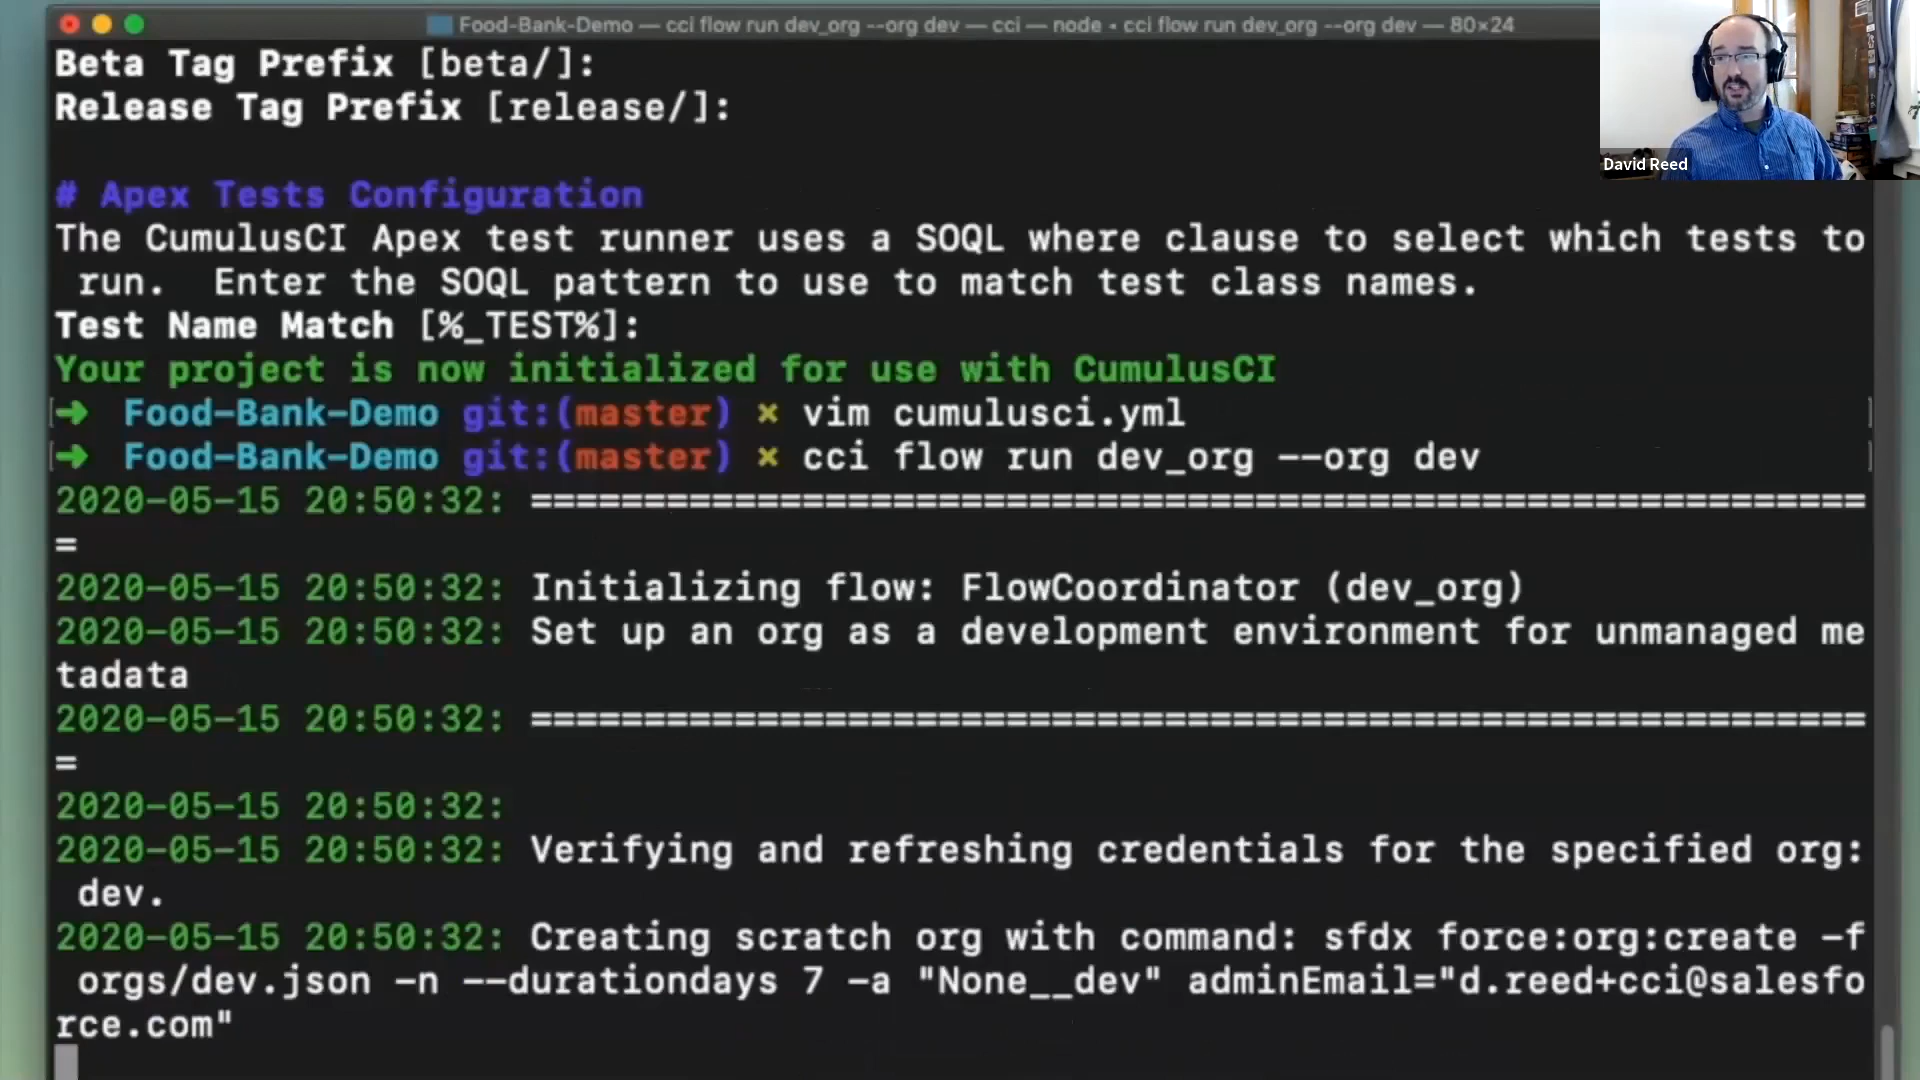 Food-Bank-Demo — cci flow run dev_org --org dev — cci — node • cci flow run dev_org --org dev — 80×24
Beta Tag Prefix [beta/]:
Release Tag Prefix [release/]:
David Reed
# Apex Tests Configuration
The CumulusCI Apex test runner uses a SOQL where clause to select which tests to
run.  Enter the SOQL pattern to use to match test class names.
Test Name Match [%_TEST%]:
Your project is now initialized for use with CumulusCI
➜ Food-Bank-Demo git:(master) × vim cumulusci.yml
➜ Food-Bank-Demo git:(master) × cci flow run dev_org --org dev
2020-05-15 20:50:32: ===========================================================
=
2020-05-15 20:50:32: Initializing flow: FlowCoordinator (dev_org)
2020-05-15 20:50:32: Set up an org as a development environment for unmanaged me
tadata
2020-05-15 20:50:32: ===========================================================
=
2020-05-15 20:50:32:
2020-05-15 20:50:32: Verifying and refreshing credentials for the specified org:
dev.
2020-05-15 20:50:32: Creating scratch org with command: sfdx force:org:create -f
orgs/dev.json -n --durationdays 7 -a "None__dev" adminEmail="d.reed+cci@salesfo
rce.com"